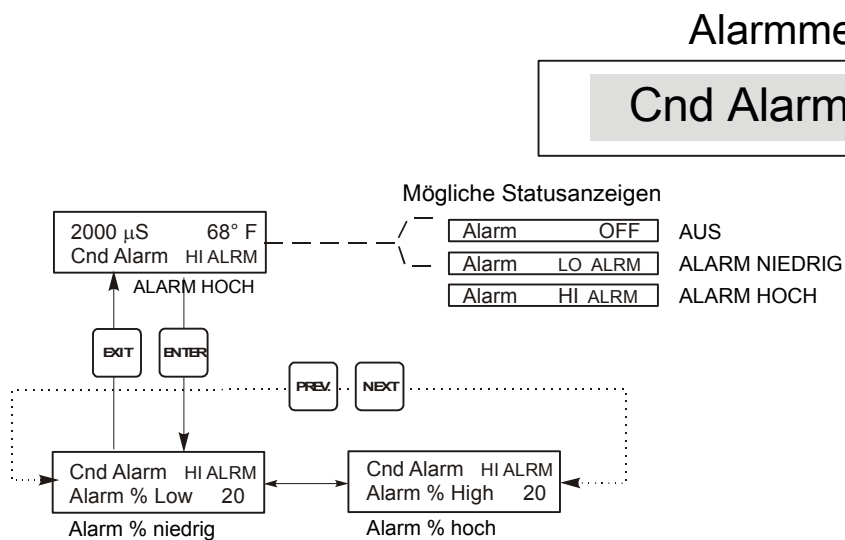 Alarmme
Cnd Alarm
Mögliche Statusanzeigen
2000 µS 68° F
Cnd Alarm HI ALRM
ALARM HOCH
Alarm OFF AUS
Alarm LO ALRM ALARM NIEDRIG
Alarm HI ALRM ALARM HOCH
EXIT
ENTER
PREV.
NEXT
Cnd Alarm HI ALRM
Alarm % Low 20
Alarm % niedrig
Cnd Alarm HI ALRM
Alarm % High 20
Alarm % hoch